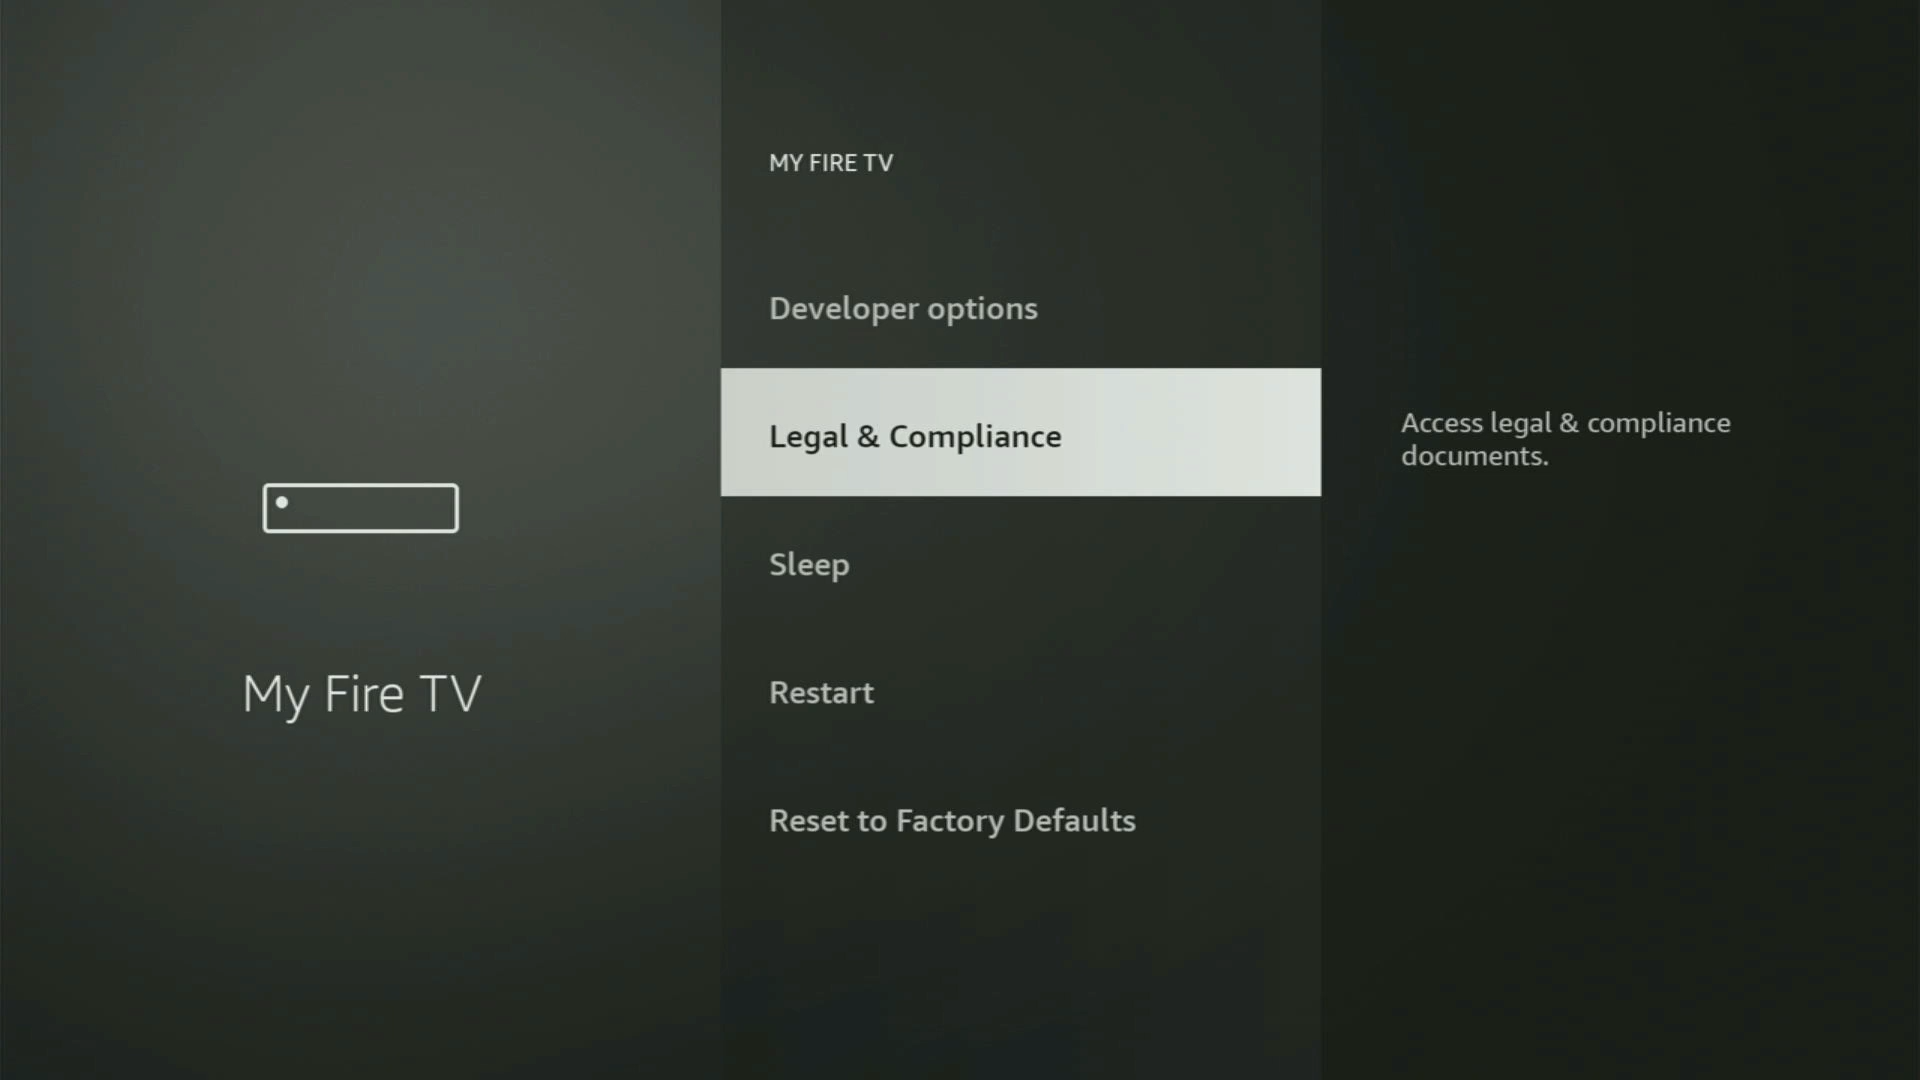 My Fire TV
MY FIRE TV
Developer options
Legal & Compliance
Sleep
Restart
Reset to Factory Defaults
Access legal & compliance
documents.